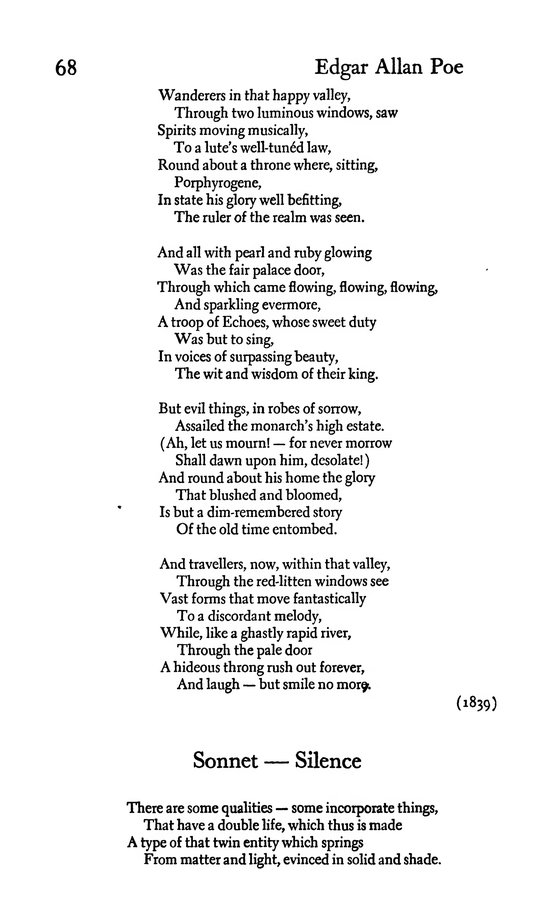 68
Edgar Allan Poe
Wanderers in that happy valley,
Through two luminous windows, saw
Spirits moving musically,
To a lute's well-tunéd law,
Round about a throne where, sitting,
Porphyrogene,
In state his glory well befitting,
The ruler of the realm was seen.
And all with pearl and ruby glowing
Was the fair palace door,
Through which came flowing, flowing, flowing,
And sparkling evermore,
A troop of Echoes, whose sweet duty
Was but to sing,
In voices of surpassing beauty,
The wit and wisdom of their king.
But evil things, in robes of sorrow,
Assailed the monarch's high estate.
(Ah, let us mourn! — for never morrow
Shall dawn upon him, desolate!)
And round about his home the glory
That blushed and bloomed,
Is but a dim-remembered story
Of the old time entombed.
And travellers, now, within that valley,
Through the red-litten windows see
Vast forms that move fantastically
To a discordant melody,
While, like a ghastly rapid river,
Through the pale door
A hideous throng rush out forever,
And laugh — but smile no more.
(1839)
Sonnet — Silence
There are some qualities — some incorporate things,
That have a double life, which thus is made
A type of that twin entity which springs
From matter and light, evinced in solid and shade.